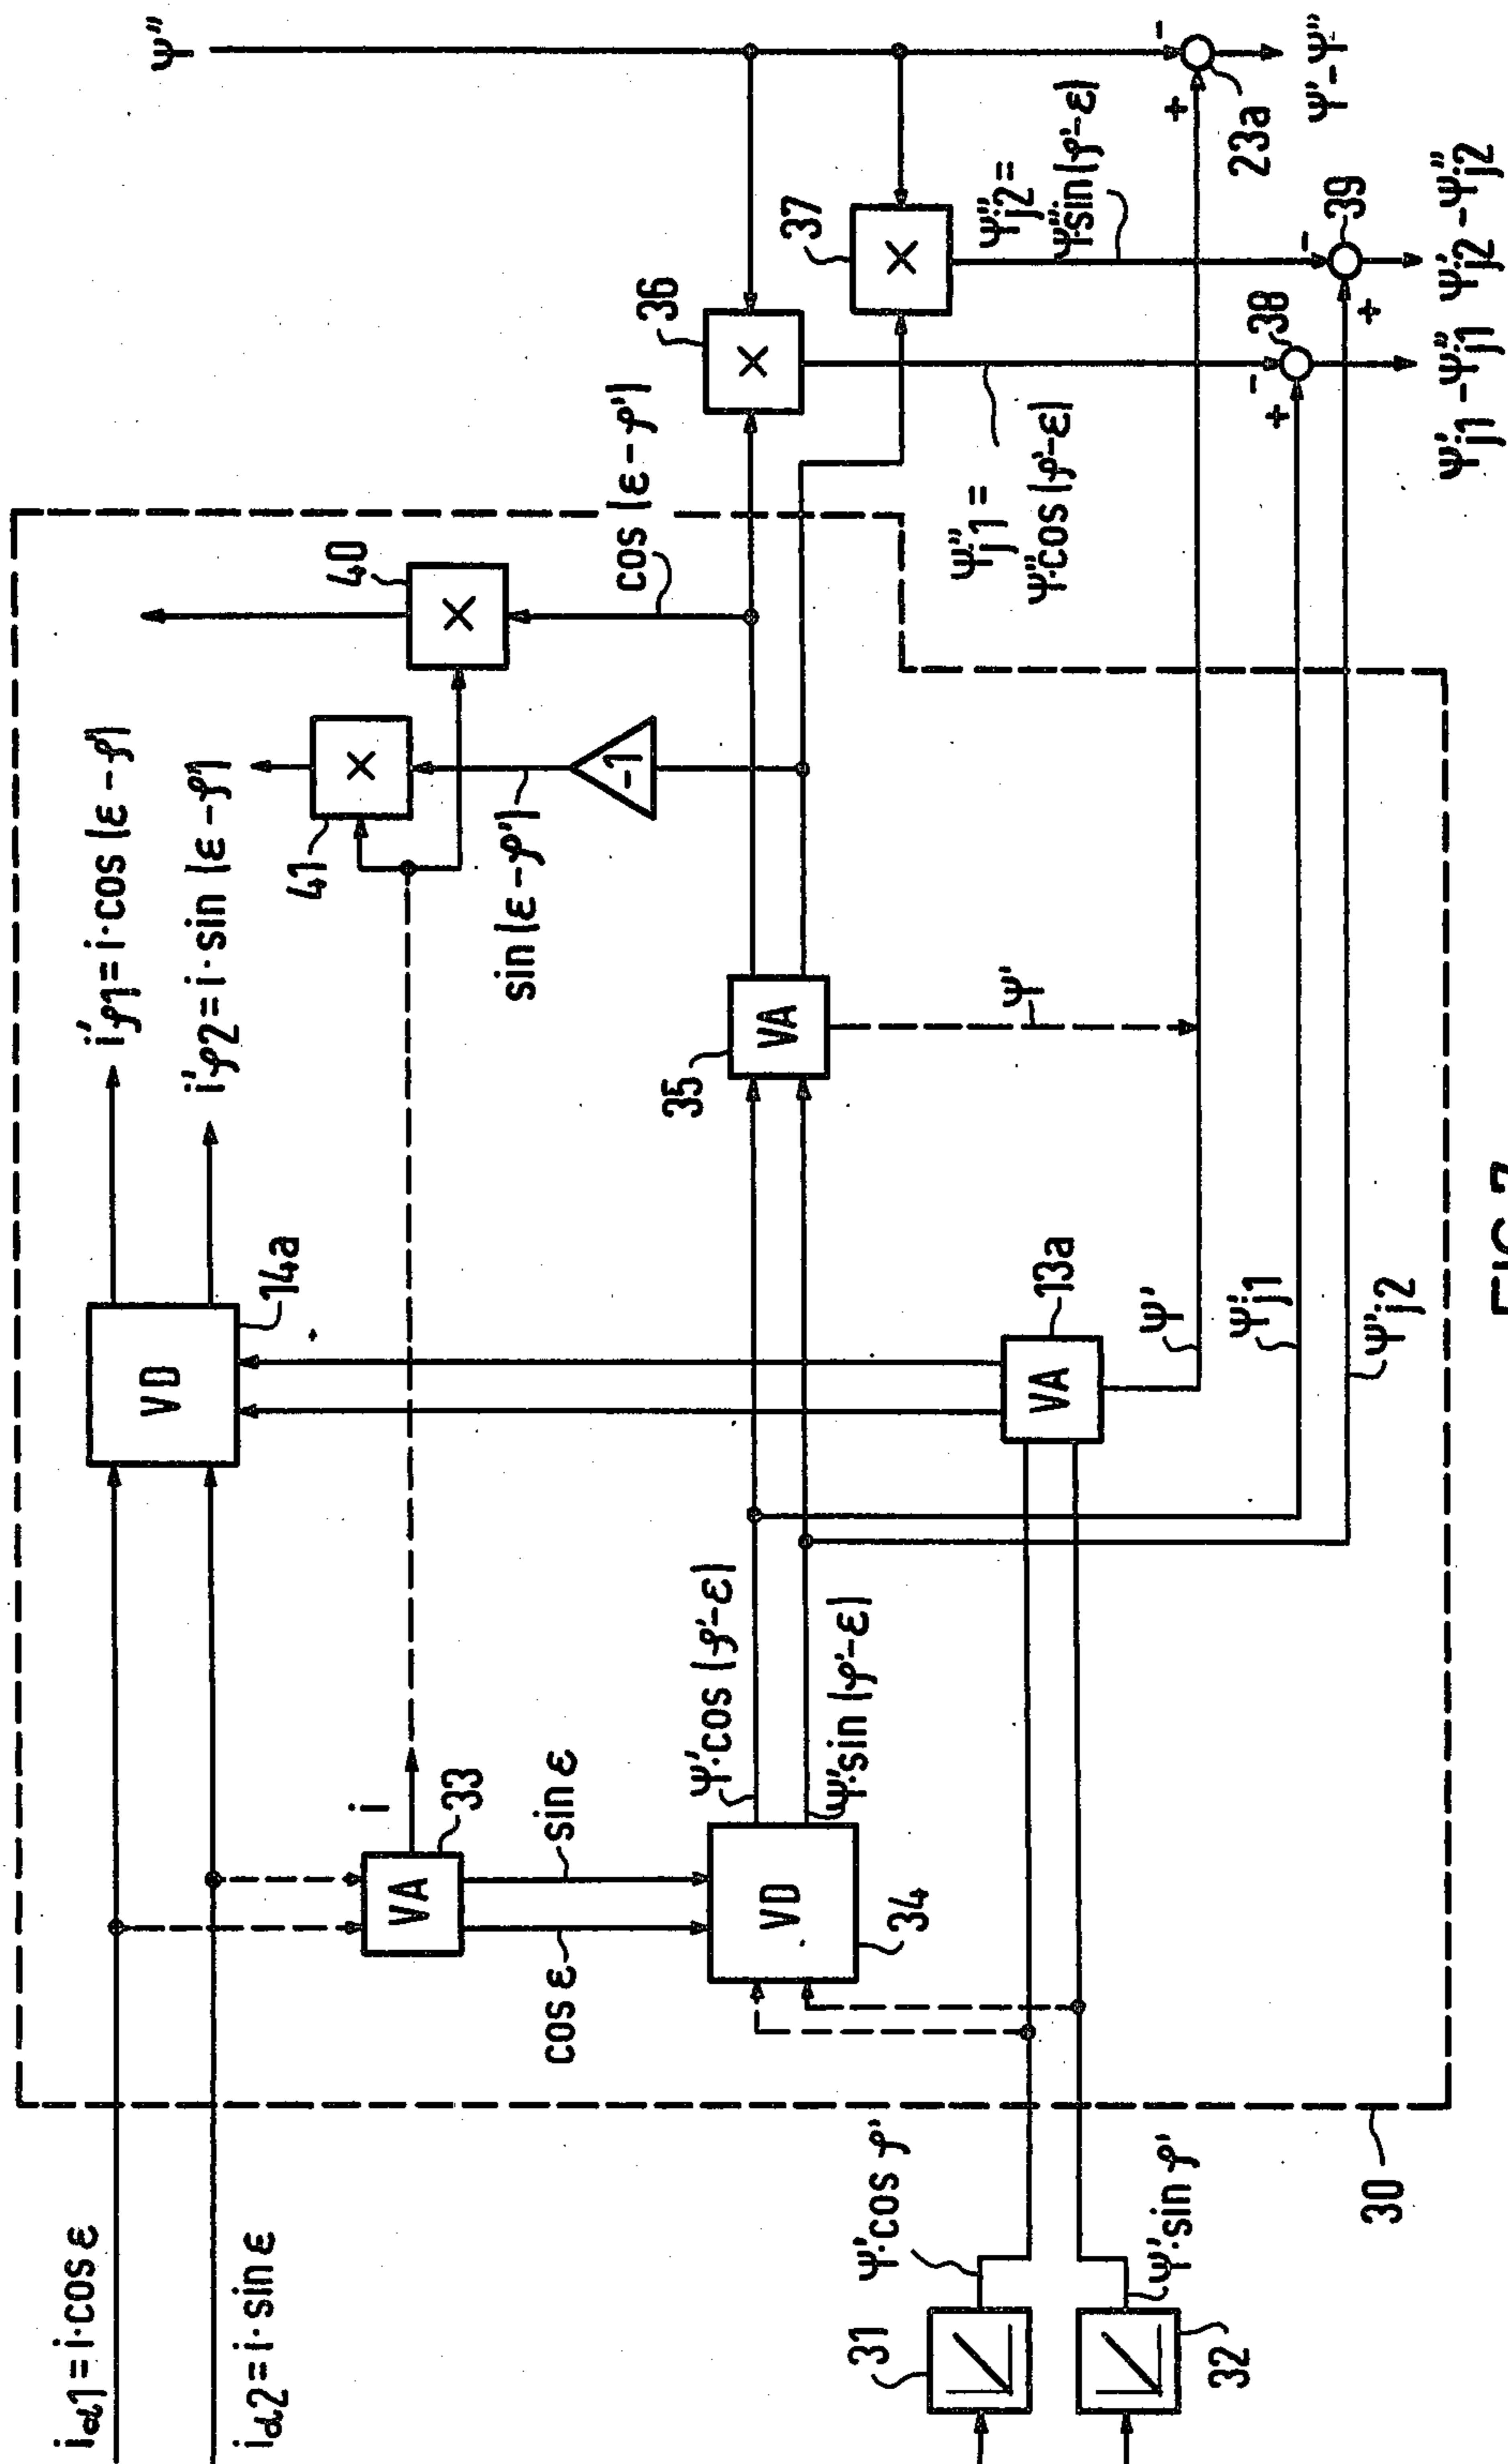 iα1 = i·cos ε
iα2 = i·sin ε
i'φ1 = i·cos (ε - φ')
i'φ2 = i·sin (ε - φ')
ψ''
VD
14a
i
VA
33
cos ε
sin ε
41
×
40
×
sin (ε - φ')
-1
cos (ε - φ')
VD
34
ψ'·cos (φ'-ε)
ψ'·sin (φ'-ε)
35
VA
ψ'
36
×
37
×
ψ''j1 =
ψ''·cos (φ'-ε)
ψ''j2 =
ψ''·sin (φ'-ε)
31
ψ'·cos φ'
32
ψ'·sin φ'
VA
13a
ψ'
ψ'j1
ψ'j2
30
+
-
38
+
-
39
+
-
23a
ψ'j1 - ψ''j1
ψ'j2 - ψ''j2
ψ' - ψ''
FIG 7